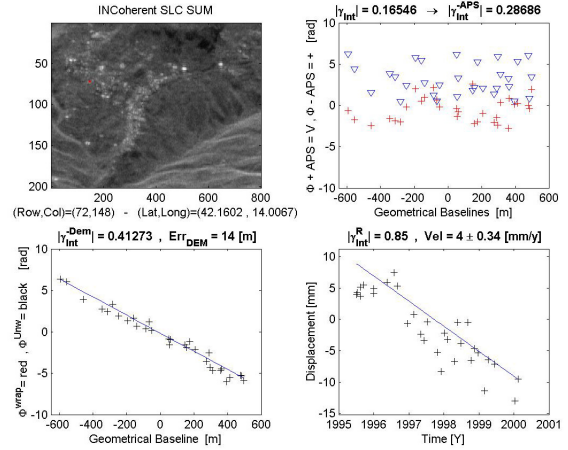 INCoherent SLC SUM
0
50
100
150
200
0 200 400 600 800
(Row,Col)=(72,148) - (Lat,Long)=(42.1602 , 14.0067)
|γInt| = 0.16546 → |γInt-APS| = 0.28686
[rad]
10
5
0
-5
-10
Φ + APS = V , Φ - APS = +
-600 -400 -200 0 200 400 600
Geometrical Baselines [m]
|γInt-Dem| = 0.41273 , ErrDEM = 14 [m]
[rad]
10
5
0
-5
-10
Φwrap= red , ΦUnw= black
-600 -400 -200 0 200 400 600
Geometrical Baseline [m]
|γIntR| = 0.85 , Vel = 4 ± 0.34 [mm/y]
Displacement [mm]
10
5
0
-5
-10
-15
1995 1996 1997 1998 1999 2000 2001
Time [Y]